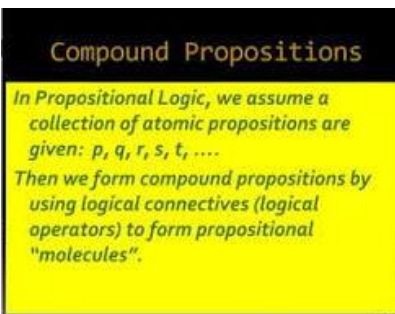 Compound Propositions
In Propositional Logic, we assume a
collection of atomic propositions are
given: p, q, r, s, t, ....
Then we form compound propositions by
using logical connectives (logical
operators) to form propositional
“molecules”.